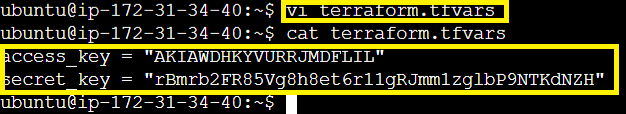 ubuntu@ip-172-31-34-40:~$ vi terraform.tfvars
ubuntu@ip-172-31-34-40:~$ cat terraform.tfvars
access_key = "AKIAWDHKYVURRJMDFLIL"
secret_key = "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"
ubuntu@ip-172-31-34-40:~$